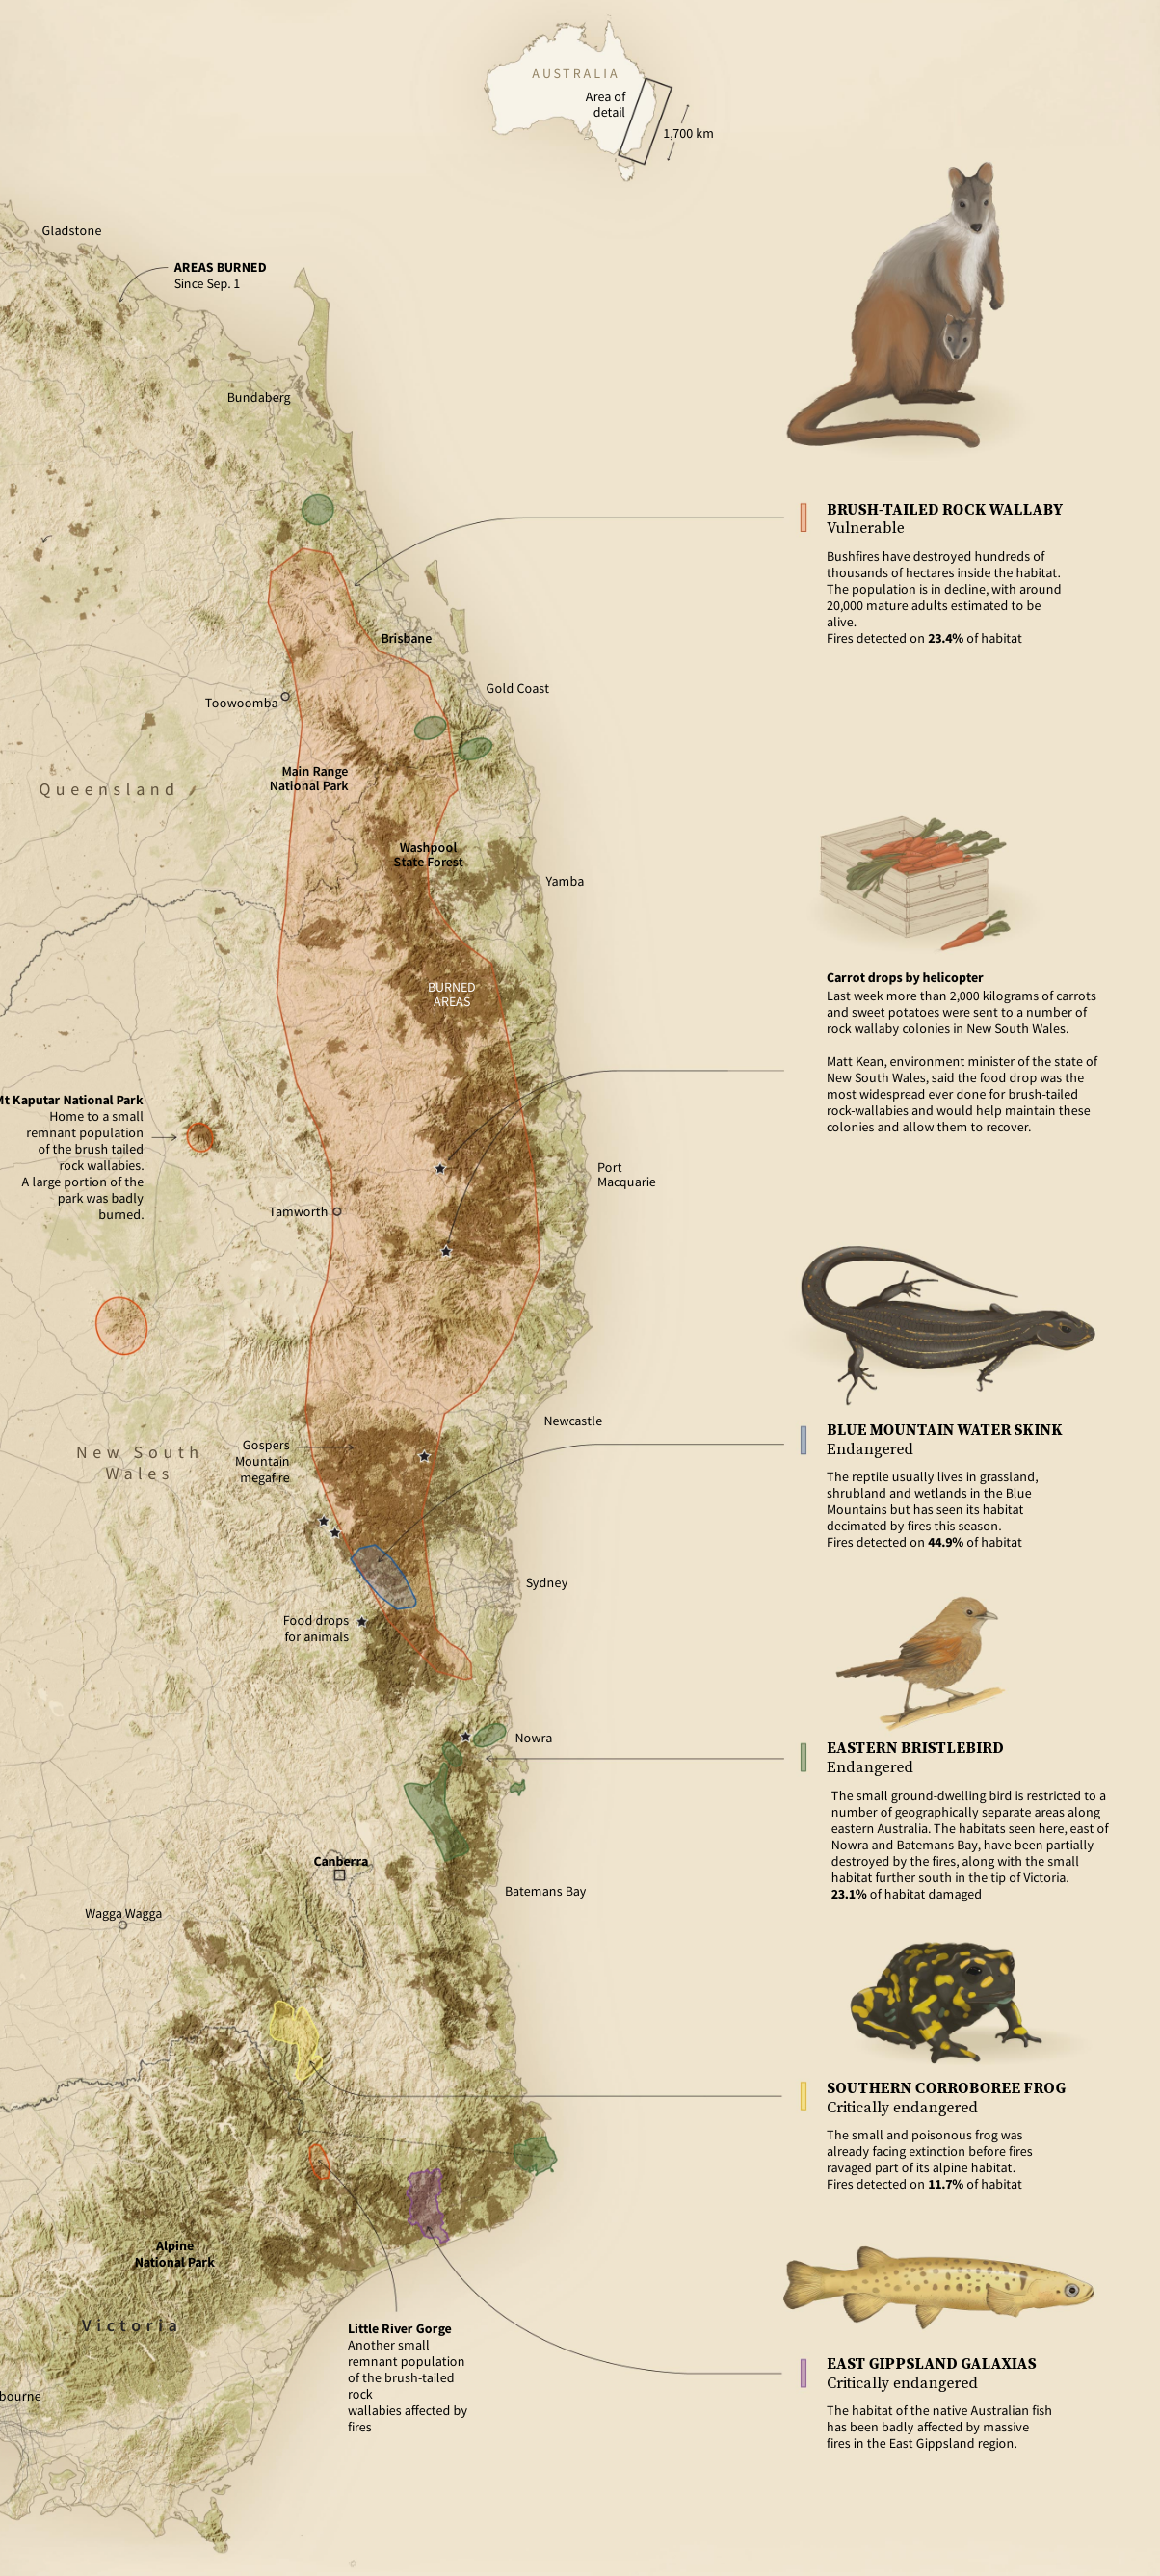 AUSTRALIA
Area of
detail
1,700 km
Gladstone
AREAS BURNED
Since Sep. 1
Bundaberg
BRUSH-TAILED ROCK WALLABY
Vulnerable
Bushfires have destroyed hundreds of
thousands of hectares inside the habitat.
The population is in decline, with around
20,000 mature adults estimated to be
alive.
Fires detected on 23.4% of habitat
Brisbane
Gold Coast
Toowoomba
Main Range
National Park
Queensland
Washpool
State Forest
Yamba
BURNED
AREAS
Carrot drops by helicopter
Last week more than 2,000 kilograms of carrots
and sweet potatoes were sent to a number of
rock wallaby colonies in New South Wales.
Matt Kean, environment minister of the state of
New South Wales, said the food drop was the
most widespread ever done for brush-tailed
rock-wallabies and would help maintain these
colonies and allow them to recover.
Mt Kaputar National Park
Home to a small
remnant population
of the brush tailed
rock wallabies.
A large portion of the
park was badly
burned.
Port
Macquarie
Tamworth
Newcastle
BLUE MOUNTAIN WATER SKINK
Endangered
The reptile usually lives in grassland,
shrubland and wetlands in the Blue
Mountains but has seen its habitat
decimated by fires this season.
Fires detected on 44.9% of habitat
New South
Wales
Gospers
Mountain
megafire
Sydney
Food drops
for animals
Nowra
EASTERN BRISTLEBIRD
Endangered
The small ground-dwelling bird is restricted to a
number of geographically separate areas along
eastern Australia. The habitats seen here, east of
Nowra and Batemans Bay, have been partially
destroyed by the fires, along with the small
habitat further south in the tip of Victoria.
23.1% of habitat damaged
Canberra
Batemans Bay
Wagga Wagga
SOUTHERN CORROBOREE FROG
Critically endangered
The small and poisonous frog was
already facing extinction before fires
ravaged part of its alpine habitat.
Fires detected on 11.7% of habitat
Alpine
National Park
Victoria
Little River Gorge
Another small
remnant population
of the brush-tailed
rock
wallabies affected by
fires
EAST GIPPSLAND GALAXIAS
Critically endangered
The habitat of the native Australian fish
has been badly affected by massive
fires in the East Gippsland region.
bourne
©